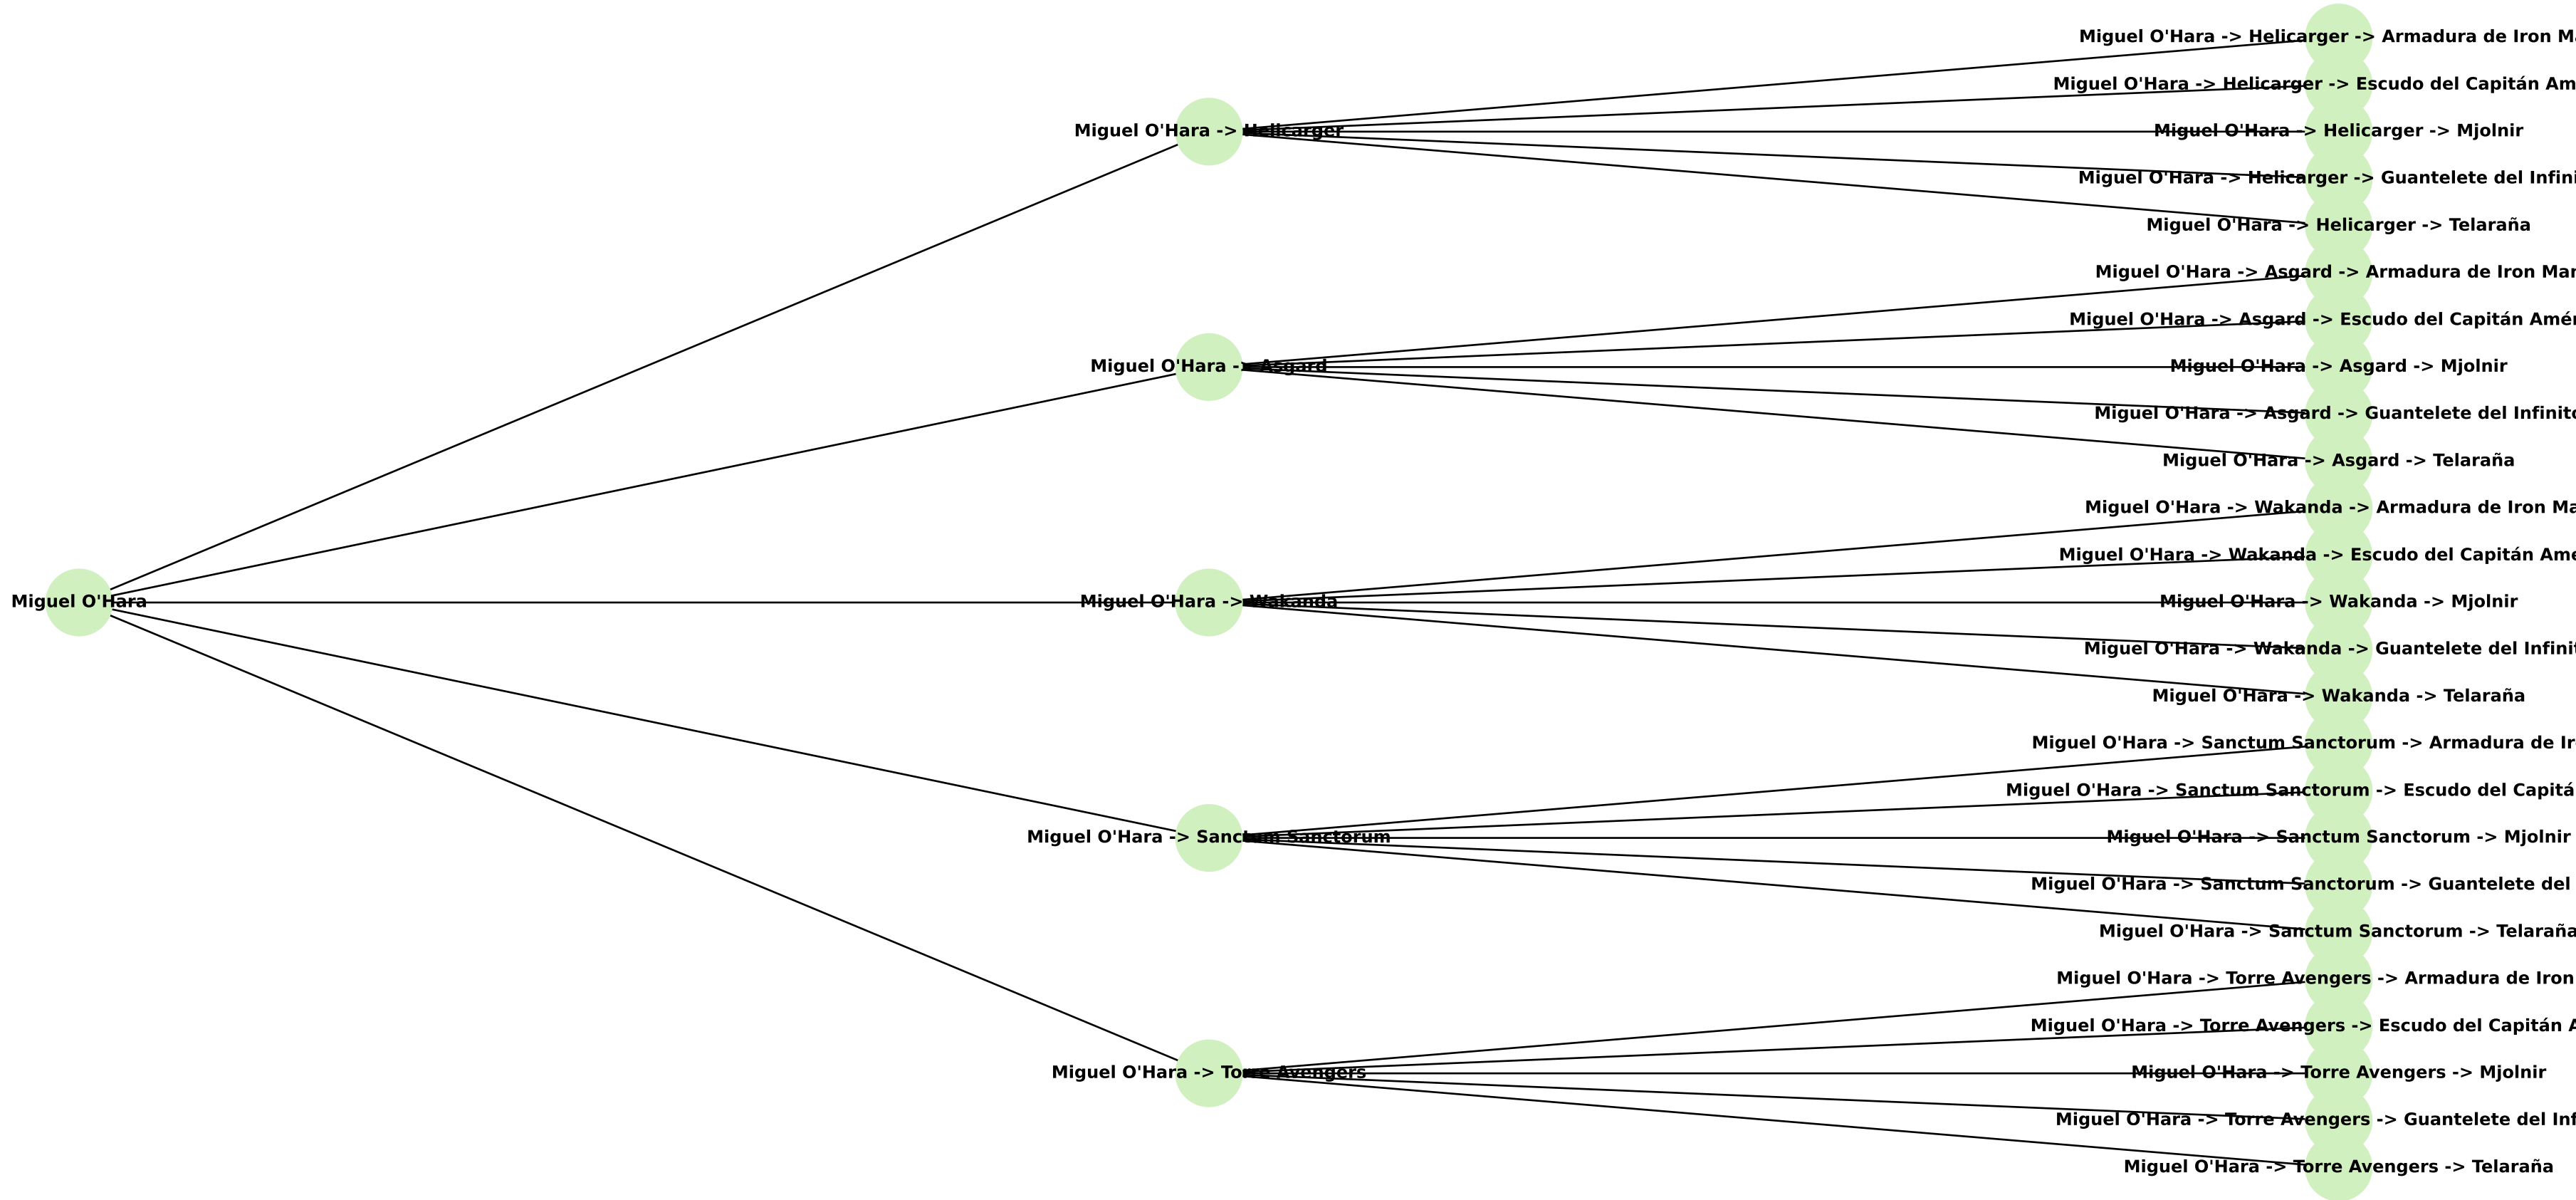 Miguel O'Hara
Miguel O'Hara -> Helicarger
Miguel O'Hara -> Asgard
Miguel O'Hara -> Wakanda
Miguel O'Hara -> Sanctum Sanctorum
Miguel O'Hara -> Torre Avengers
Miguel O'Hara -> Helicarger -> Armadura de Iron M
Miguel O'Hara -> Helicarger -> Escudo del Capitán Am
Miguel O'Hara -> Helicarger -> Mjolnir
Miguel O'Hara -> Helicarger -> Guantelete del Infini
Miguel O'Hara -> Helicarger -> Telaraña
Miguel O'Hara -> Asgard -> Armadura de Iron Man
Miguel O'Hara -> Asgard -> Escudo del Capitán Amér
Miguel O'Hara -> Asgard -> Mjolnir
Miguel O'Hara -> Asgard -> Guantelete del Infinito
Miguel O'Hara -> Asgard -> Telaraña
Miguel O'Hara -> Wakanda -> Armadura de Iron Ma
Miguel O'Hara -> Wakanda -> Escudo del Capitán Amé
Miguel O'Hara -> Wakanda -> Mjolnir
Miguel O'Hara -> Wakanda -> Guantelete del Infinit
Miguel O'Hara -> Wakanda -> Telaraña
Miguel O'Hara -> Sanctum Sanctorum -> Armadura de Ir
Miguel O'Hara -> Sanctum Sanctorum -> Escudo del Capitá
Miguel O'Hara -> Sanctum Sanctorum -> Mjolnir
Miguel O'Hara -> Sanctum Sanctorum -> Guantelete del
Miguel O'Hara -> Sanctum Sanctorum -> Telaraña
Miguel O'Hara -> Torre Avengers -> Armadura de Iron
Miguel O'Hara -> Torre Avengers -> Escudo del Capitán A
Miguel O'Hara -> Torre Avengers -> Mjolnir
Miguel O'Hara -> Torre Avengers -> Guantelete del Inf
Miguel O'Hara -> Torre Avengers -> Telaraña